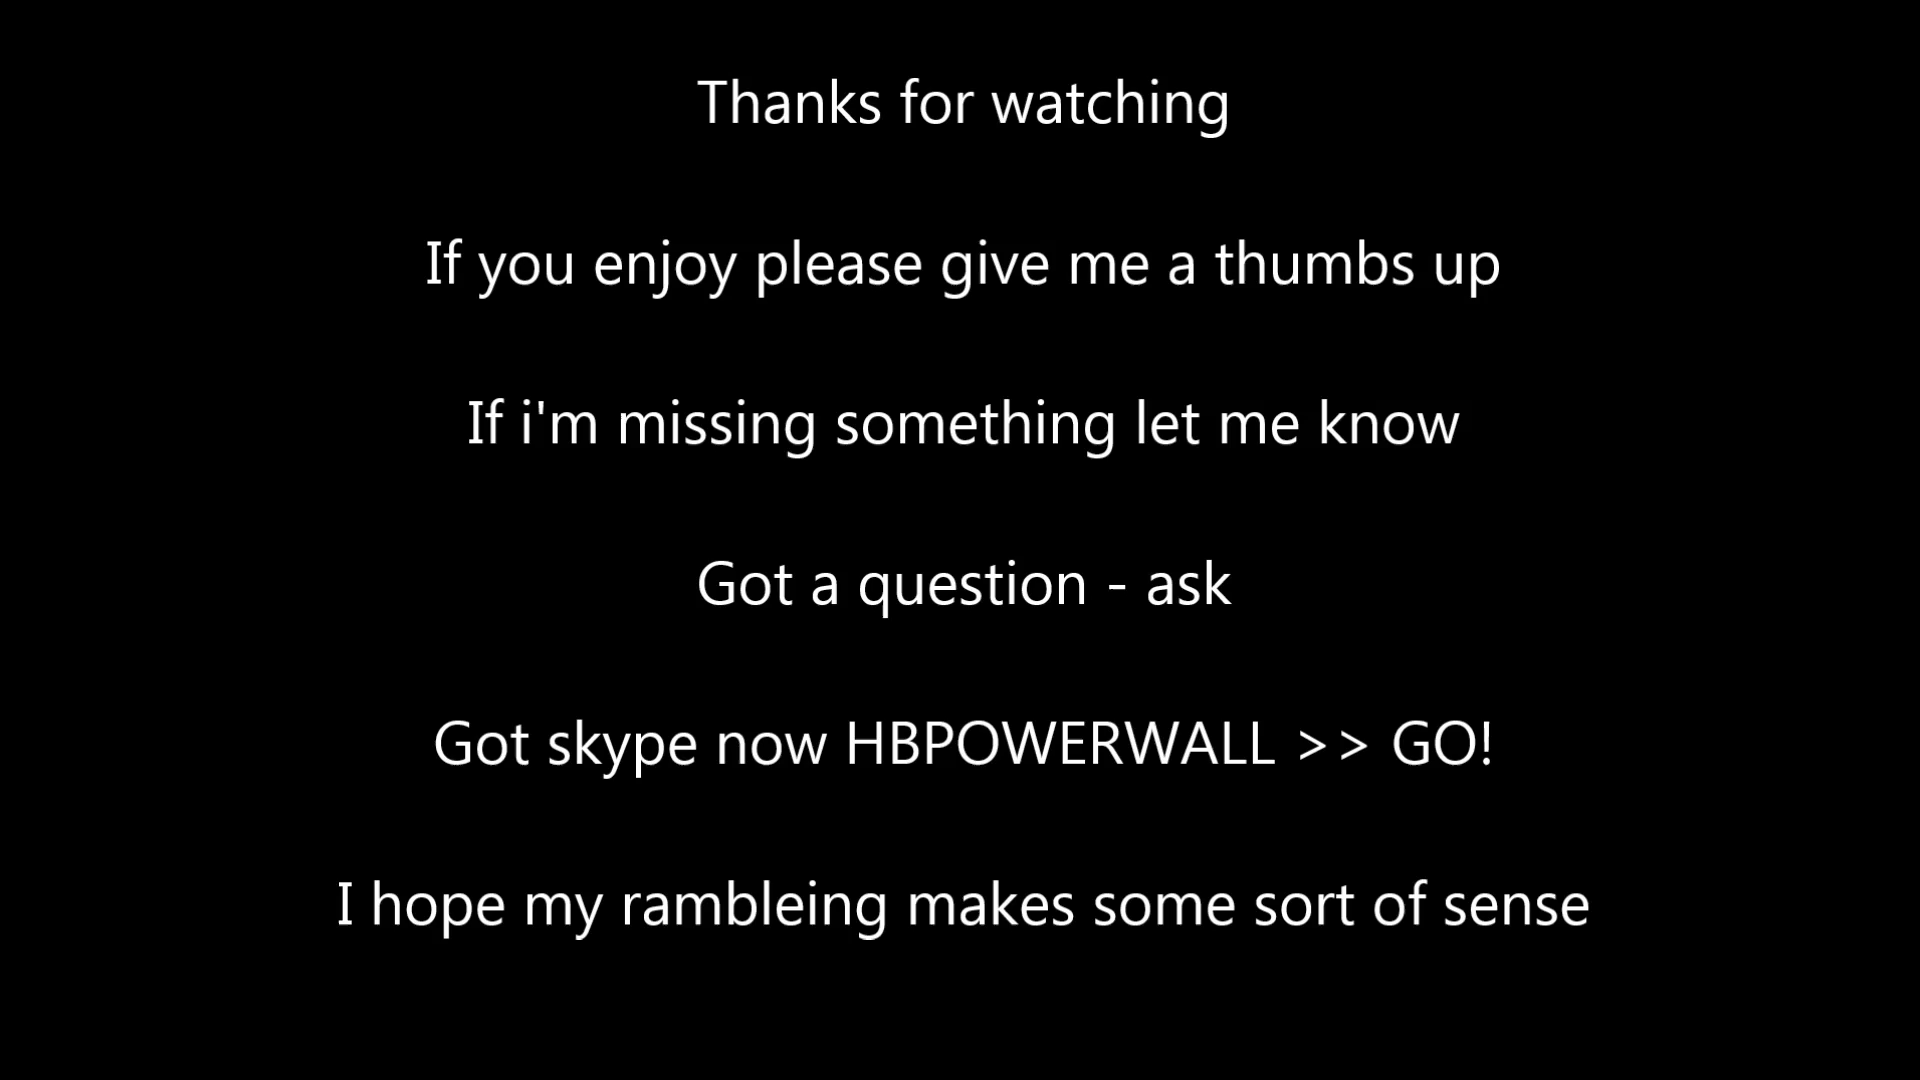 Thanks for watching
If you enjoy please give me a thumbs up
If i'm missing something let me know
Got a question - ask
Got skype now HBPOWERWALL >> GO!
I hope my rambleing makes some sort of sense